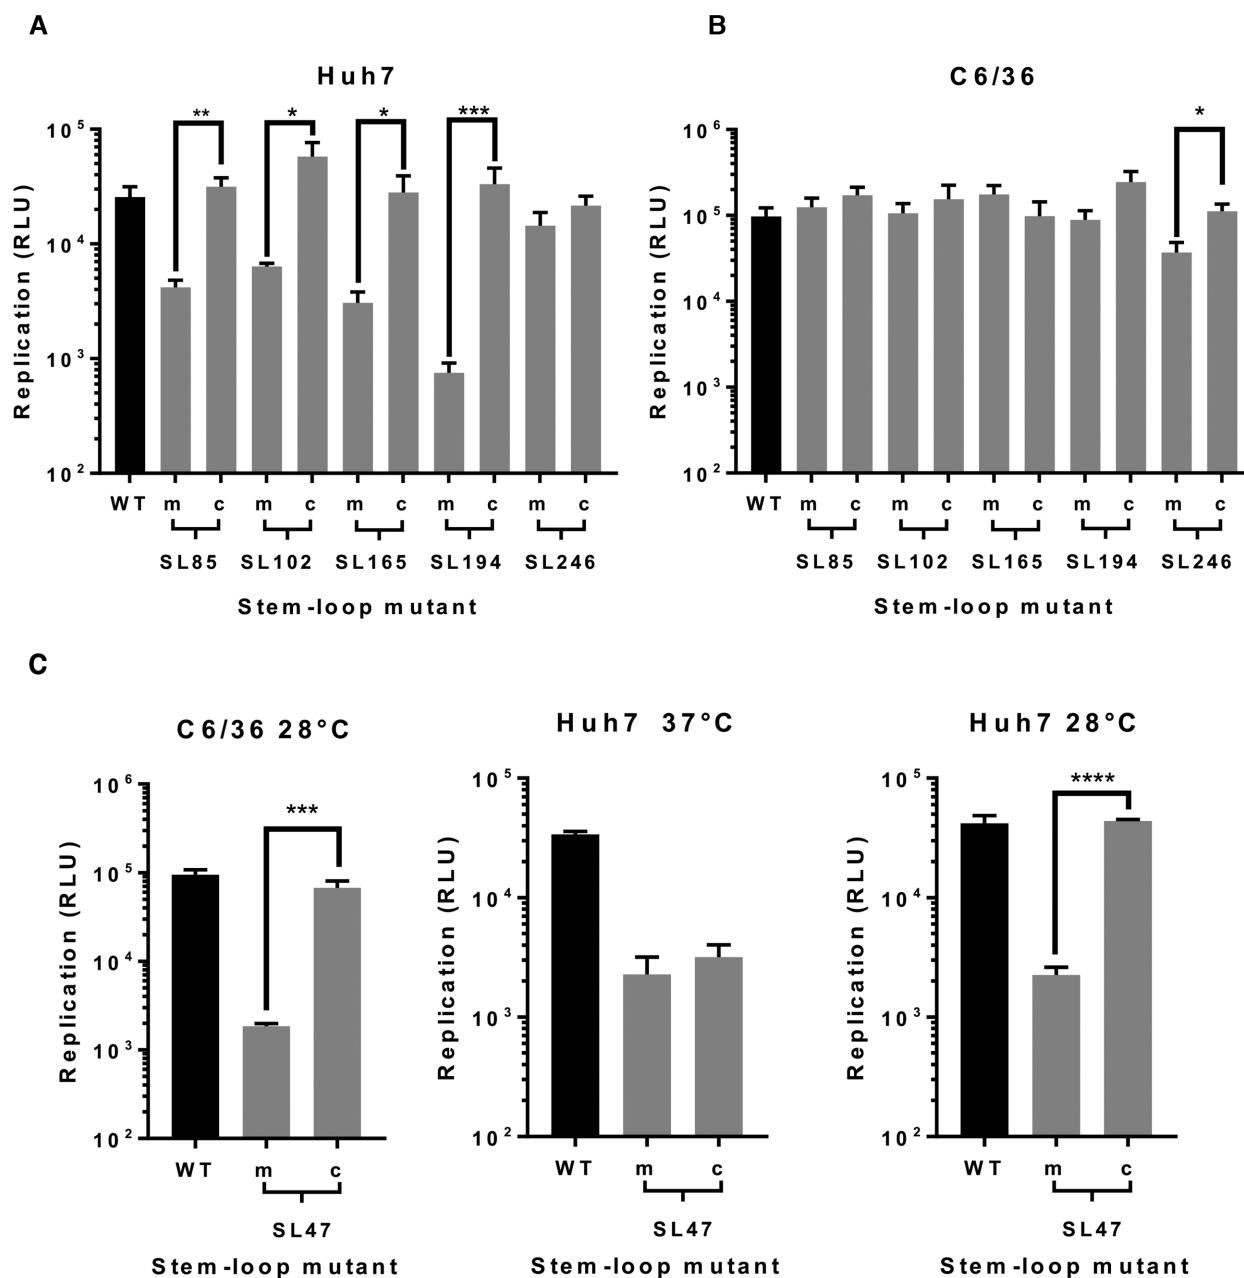 A
Huh7
Replication (RLU)
10^5
10^4
10^3
10^2
** * * ***
WT m c m c m c m c m c
SL85 SL102 SL165 SL194 SL246
Stem-loop mutant
B
C6/36
Replication (RLU)
10^6
10^5
10^4
10^3
10^2
*
WT m c m c m c m c m c
SL85 SL102 SL165 SL194 SL246
Stem-loop mutant
C
C6/36 28°C
Replication (RLU)
10^6
10^5
10^4
10^3
10^2
***
WT m c
SL47
Stem-loop mutant
Huh7 37°C
Replication (RLU)
10^5
10^4
10^3
10^2
WT m c
SL47
Stem-loop mutant
Huh7 28°C
Replication (RLU)
10^5
10^4
10^3
10^2
****
WT m c
SL47
Stem-loop mutant